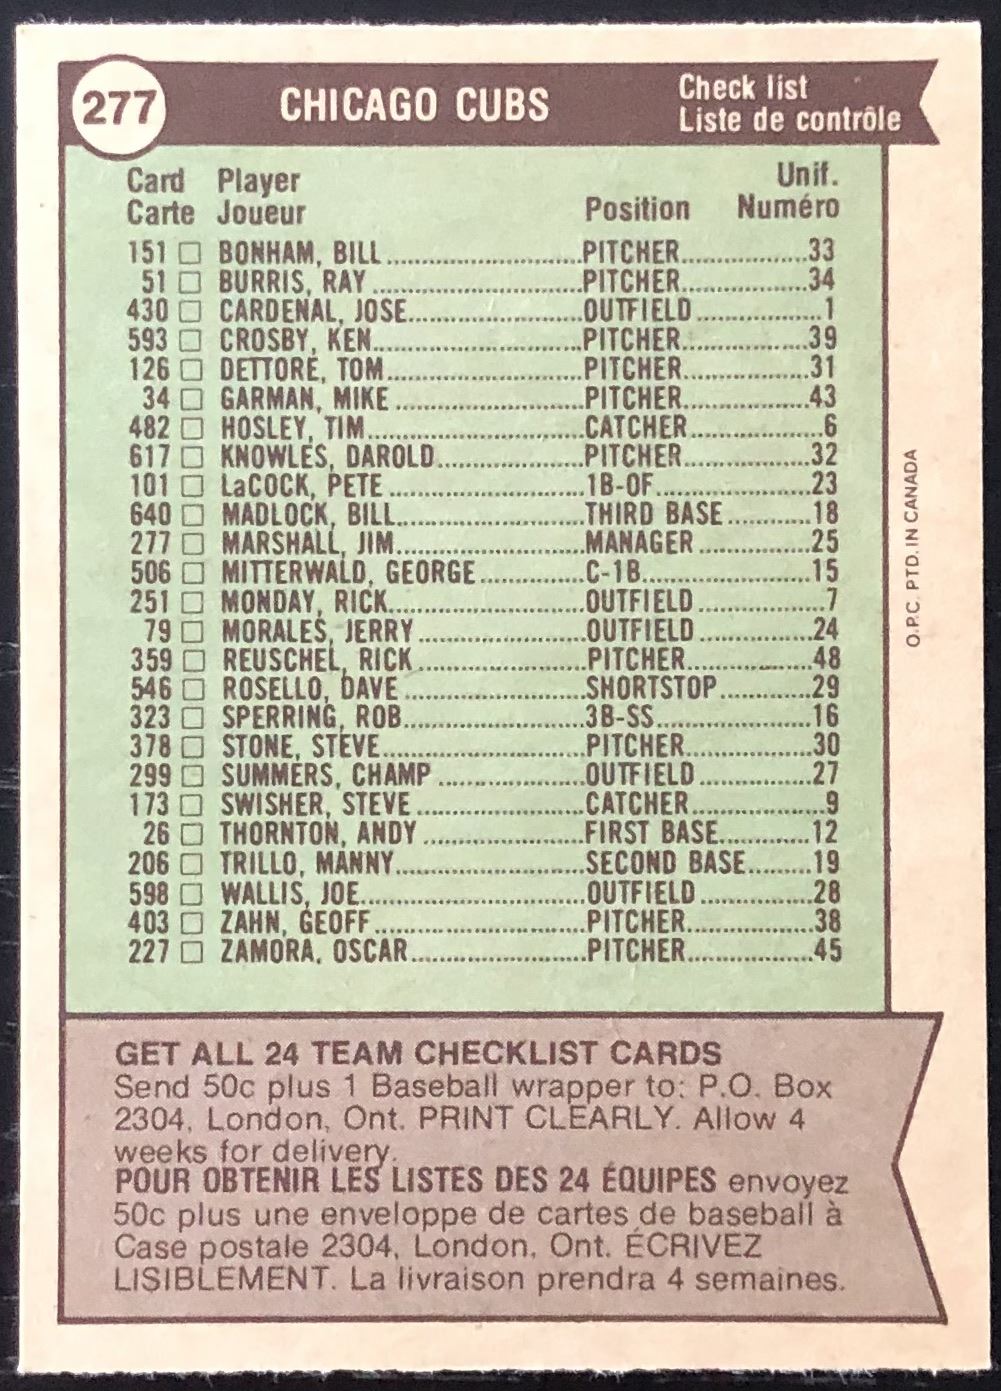 277 CHICAGO CUBS Check list
Liste de contrôle
Card Player Unif.
Carte Joueur Position Numéro
151 □ BONHAM, BILL PITCHER 33
51 □ BURRIS, RAY PITCHER 34
430 □ CARDENAL, JOSE OUTFIELD 1
593 □ CROSBY, KEN PITCHER 39
126 □ DETTORE, TOM PITCHER 31
34 □ GARMAN, MIKE PITCHER 43
482 □ HOSLEY, TIM CATCHER 6
617 □ KNOWLES, DAROLD PITCHER 32
101 □ LaCOCK, PETE 1B-OF 23
640 □ MADLOCK, BILL THIRD BASE 18
277 □ MARSHALL, JIM MANAGER 25
506 □ MITTERWALD, GEORGE C-1B 15
251 □ MONDAY, RICK OUTFIELD 7
79 □ MORALES, JERRY OUTFIELD 24
359 □ REUSCHEL, RICK PITCHER 48
546 □ ROSELLO, DAVE SHORTSTOP 29
323 □ SPERRING, ROB 3B-SS 16
378 □ STONE, STEVE PITCHER 30
299 □ SUMMERS, CHAMP OUTFIELD 27
173 □ SWISHER, STEVE CATCHER 9
26 □ THORNTON, ANDY FIRST BASE 12
206 □ TRILLO, MANNY SECOND BASE 19
598 □ WALLIS, JOE OUTFIELD 28
403 □ ZAHN, GEOFF PITCHER 38
227 □ ZAMORA, OSCAR PITCHER 45
O.P.C. PTD. IN CANADA
GET ALL 24 TEAM CHECKLIST CARDS
Send 50c plus 1 Baseball wrapper to: P.O. Box
2304, London, Ont. PRINT CLEARLY. Allow 4
weeks for delivery.
POUR OBTENIR LES LISTES DES 24 ÉQUIPES envoyez
50c plus une enveloppe de cartes de baseball à
Case postale 2304, London, Ont. ÉCRIVEZ
LISIBLEMENT. La livraison prendra 4 semaines.